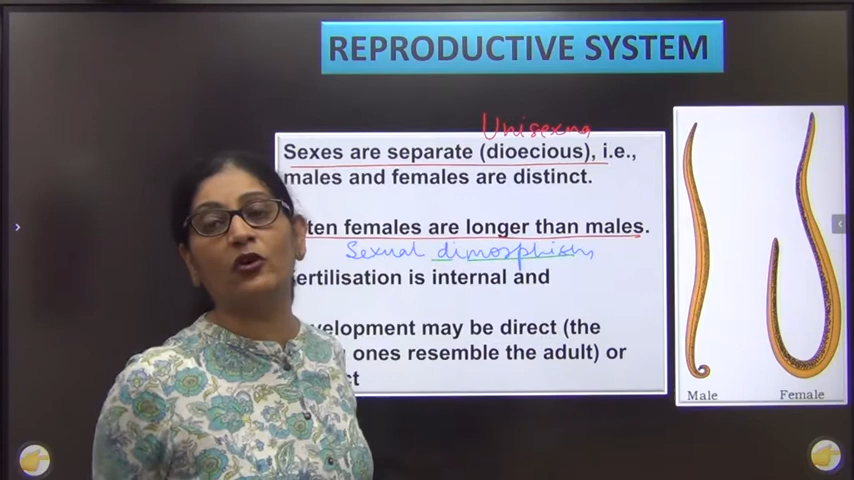 REPRODUCTIVE SYSTEM
Unisexual
Sexes are separate (dioecious), i.e.,
males and females are distinct.
ten females are longer than males.
Sexual dimorphism
ertilisation is internal and
velopment may be direct (the
ones resemble the adult) or
ct
Male
Female